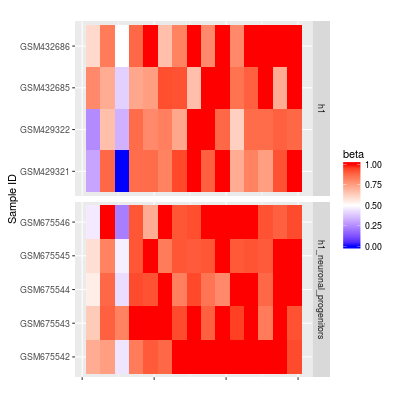 GSM432686
GSM432685
GSM429322
GSM429321
GSM675546
GSM675545
GSM675544
GSM675543
GSM675542
Sample ID
h1
h1_neuronal_progenitors
beta
1.00
0.75
0.50
0.25
0.00